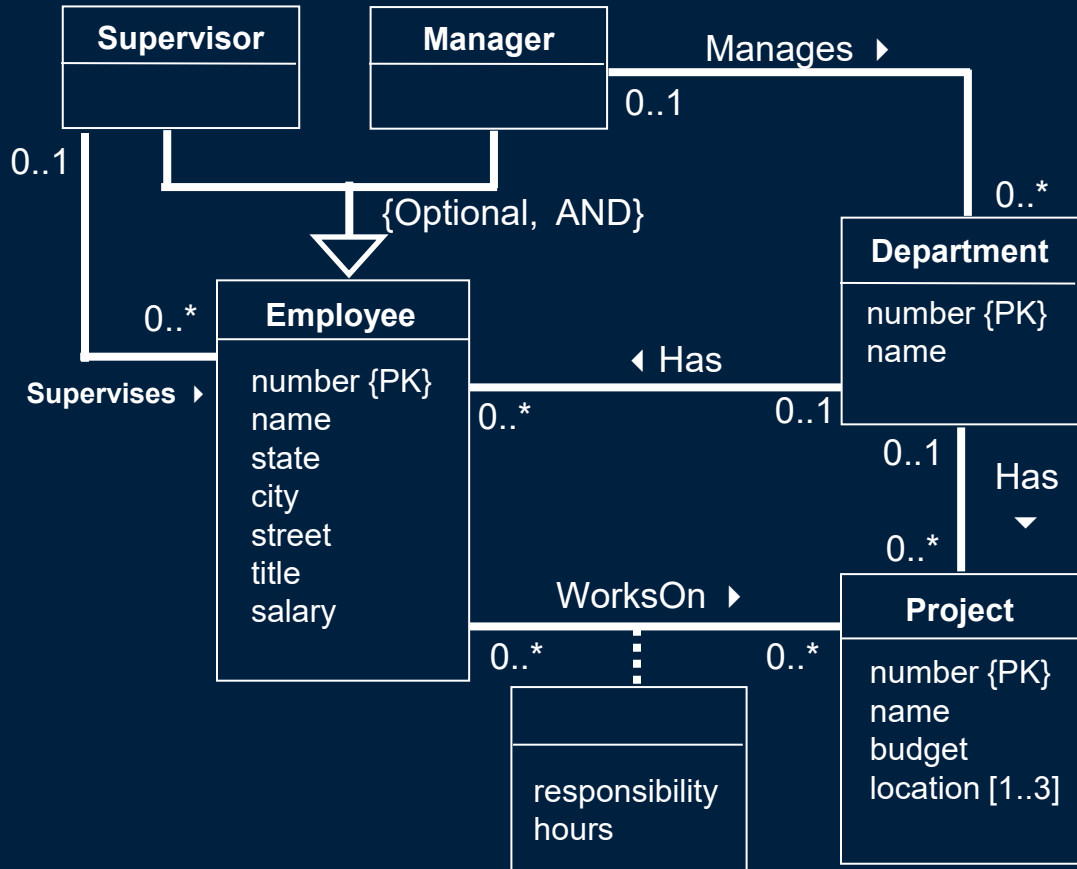 Supervisor
Manager
Manages
0..1
0..1
0..*
{Optional, AND}
Department
number {PK}
name
0..*
Employee
Supervises
number {PK}
name
state
city
street
title
salary
Has
0..*
0..1
0..1
Has
0..*
WorksOn
0..*
0..*
Project
number {PK}
name
budget
location [1..3]
responsibility
hours